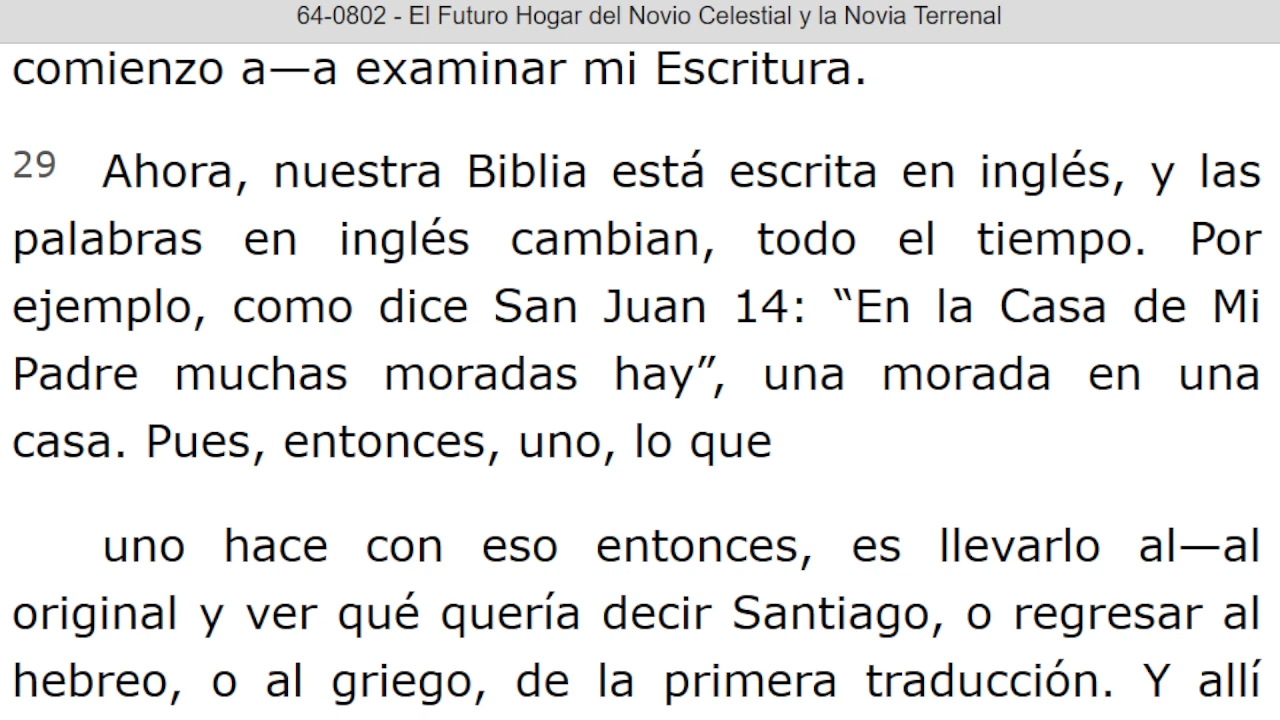 64-0802 - El Futuro Hogar del Novio Celestial y la Novia Terrenal
comienzo a—a examinar mi Escritura.
29 Ahora, nuestra Biblia está escrita en inglés, y las
palabras en inglés cambian, todo el tiempo. Por
ejemplo, como dice San Juan 14: “En la Casa de Mi
Padre muchas moradas hay”, una morada en una
casa. Pues, entonces, uno, lo que
uno hace con eso entonces, es llevarlo al—al
original y ver qué quería decir Santiago, o regresar al
hebreo, o al griego, de la primera traducción. Y allí